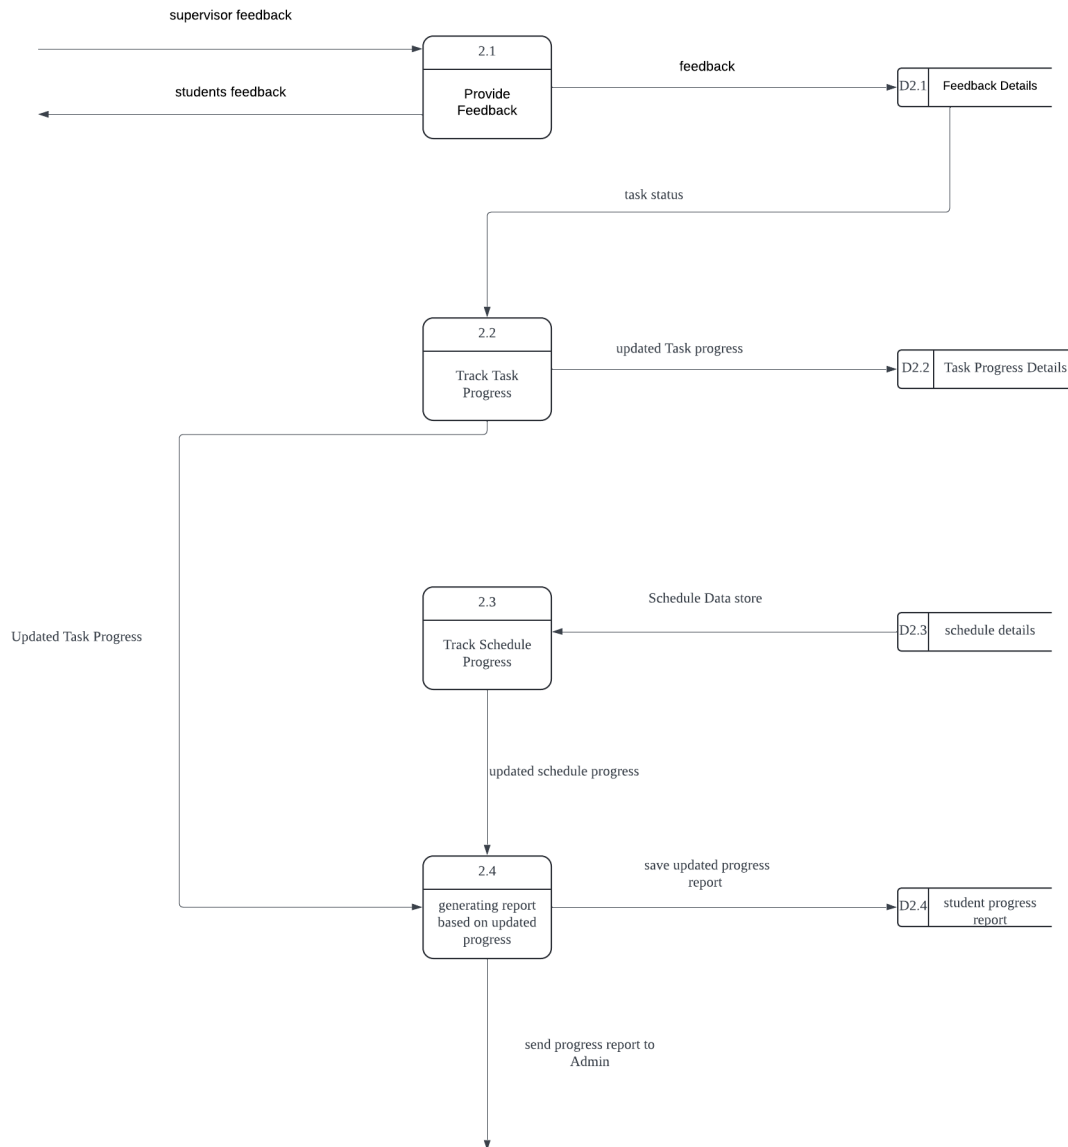 supervisor feedback
2.1
students feedback
Provide
Feedback
feedback
D2.1
Feedback Details
task status
2.2
Track Task
Progress
updated Task progress
D2.2
Task Progress Details
Updated Task Progress
2.3
Track Schedule
Progress
Schedule Data store
D2.3
schedule details
updated schedule progress
2.4
generating report
based on updated
progress
save updated progress
report
D2.4
student progress
report
send progress report to
Admin